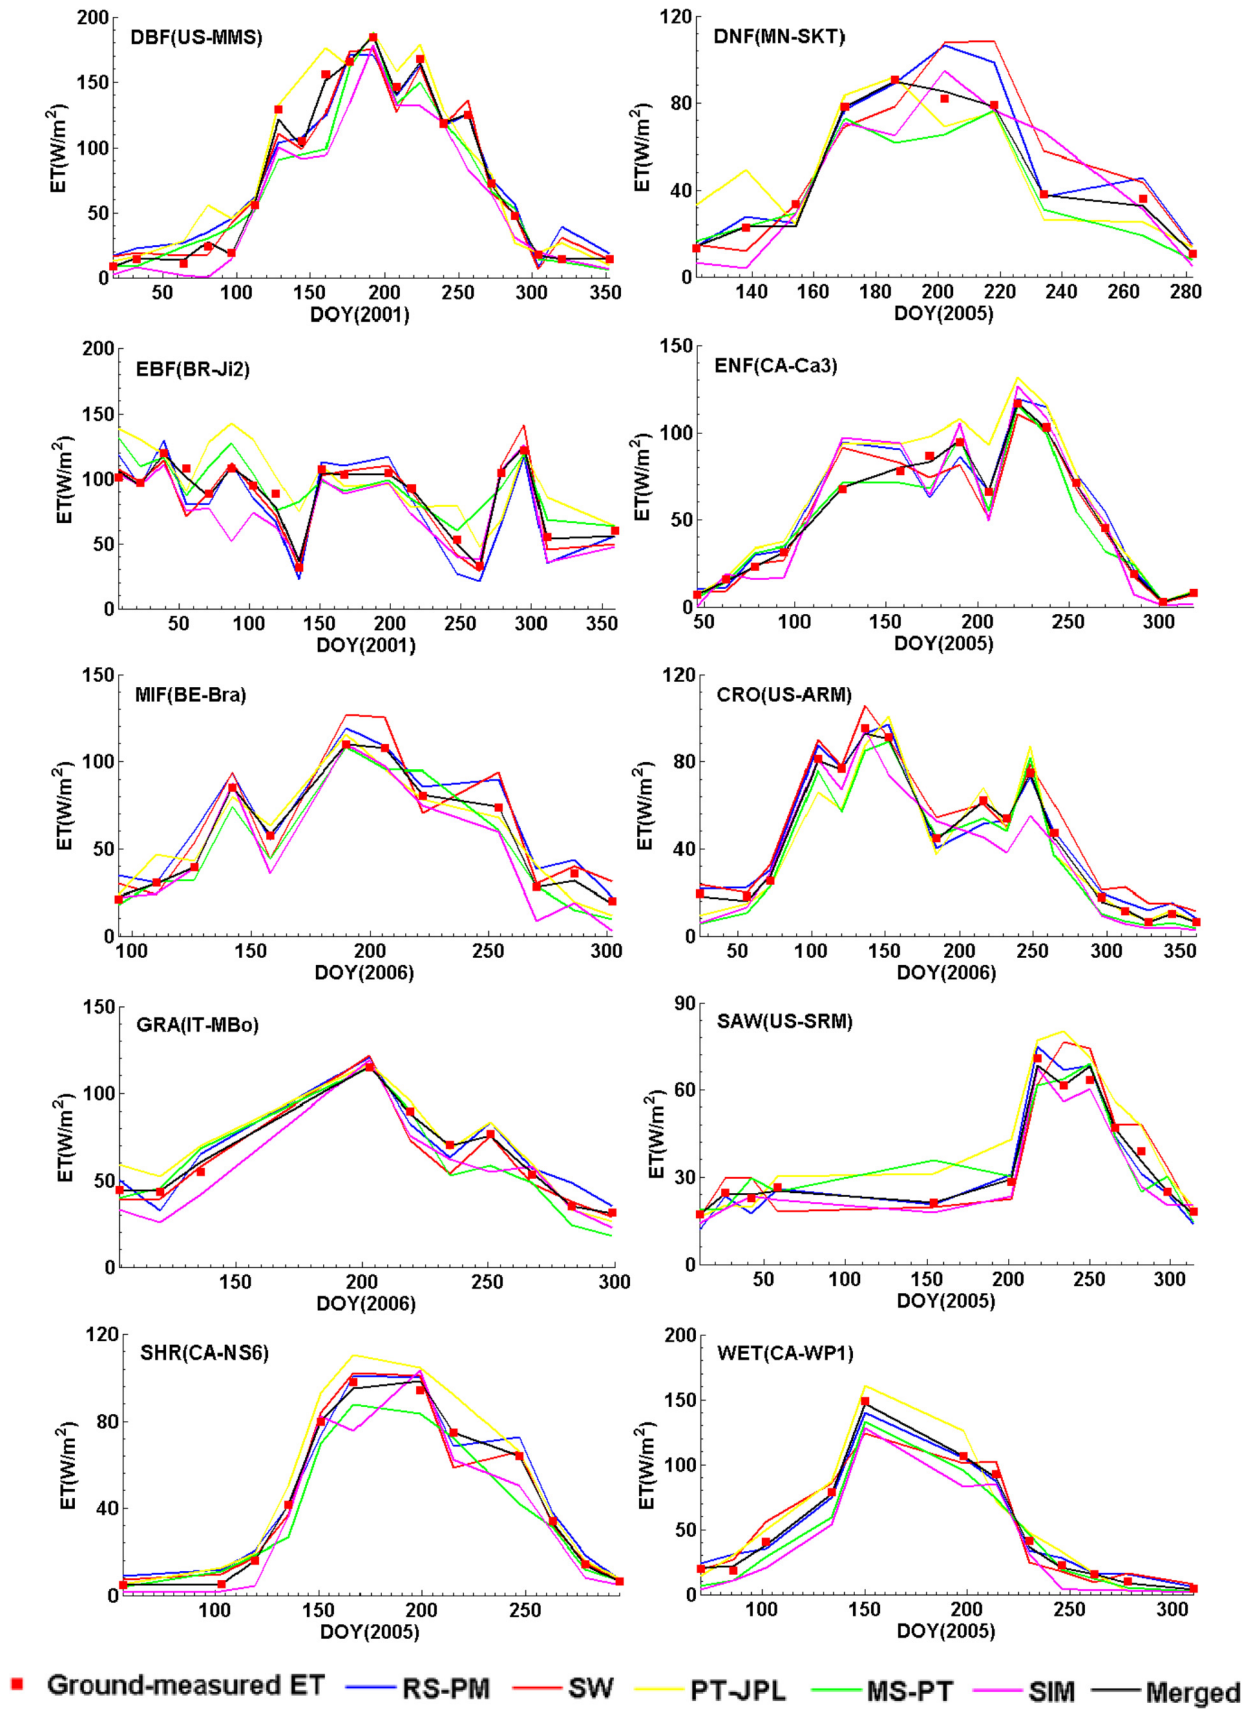 DBF(US-MMS)
ET(W/m2)
200
150
100
50
0
50 100 150 200 250 300 350
DOY(2001)
DNF(MN-SKT)
ET(W/m2)
120
80
40
0
140 160 180 200 220 240 260 280
DOY(2005)
EBF(BR-Ji2)
ET(W/m2)
200
150
100
50
0
50 100 150 200 250 300 350
DOY(2001)
ENF(CA-Ca3)
ET(W/m2)
150
100
50
0
50 100 150 200 250 300
DOY(2005)
MIF(BE-Bra)
ET(W/m2)
150
100
50
0
100 150 200 250 300
DOY(2006)
CRO(US-ARM)
ET(W/m2)
120
80
40
0
50 100 150 200 250 300 350
DOY(2006)
GRA(IT-MBo)
ET(W/m2)
150
100
50
0
150 200 250 300
DOY(2006)
SAW(US-SRM)
ET(W/m2)
90
60
30
0
50 100 150 200 250 300
DOY(2005)
SHR(CA-NS6)
ET(W/m2)
120
80
40
0
100 150 200 250
DOY(2005)
WET(CA-WP1)
ET(W/m2)
200
150
100
50
0
100 150 200 250 300
DOY(2005)
Ground-measured ET RS-PM SW PT-JPL MS-PT SIM Merged